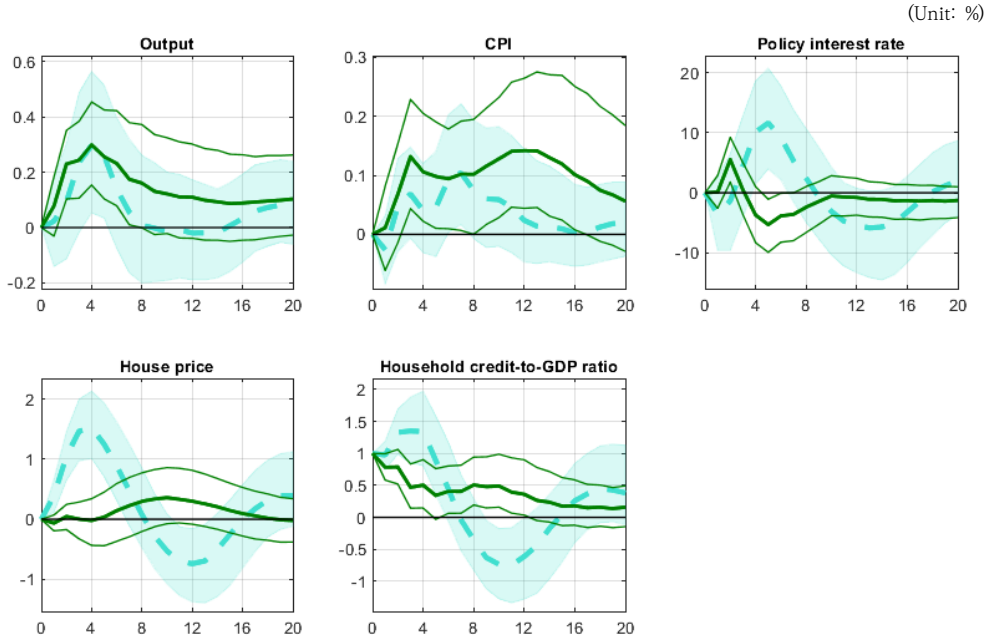 (Unit: %)
Output
CPI
Policy interest rate
0.6
0.4
0.2
0
-0.2
0 4 8 12 16 20
0.3
0.2
0.1
0
0 4 8 12 16 20
20
10
0
-10
0 4 8 12 16 20
House price
Household credit-to-GDP ratio
2
1
0
-1
0 4 8 12 16 20
2
1.5
1
0.5
0
-0.5
-1
0 4 8 12 16 20